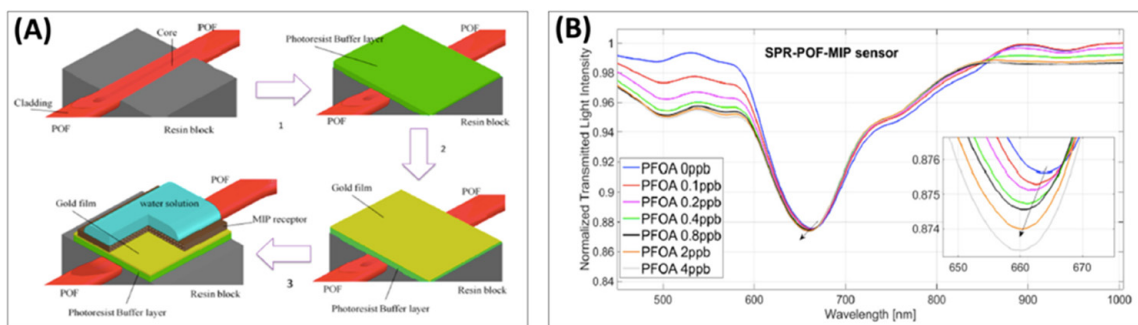 (A)
POF
Core
Cladding
POF
Resin block
1
POF
Photoresist Buffer layer
POF
Resin block
2
POF
Gold film
POF
Resin block
Photoresist Buffer layer
3
POF
Gold film
water solution
MIP receptor
POF
Resin block
Photoresist Buffer layer
(B)
SPR-POF-MIP sensor
Normalized Transmitted Light Intensity
1
0.98
0.96
0.94
0.92
0.9
0.88
0.86
0.84
PFOA 0ppb
PFOA 0.1ppb
PFOA 0.2ppb
PFOA 0.4ppb
PFOA 0.8ppb
PFOA 2ppb
PFOA 4ppb
0.876
0.875
0.874
650 660 670
500 600 700 800 900 1000
Wavelength [nm]